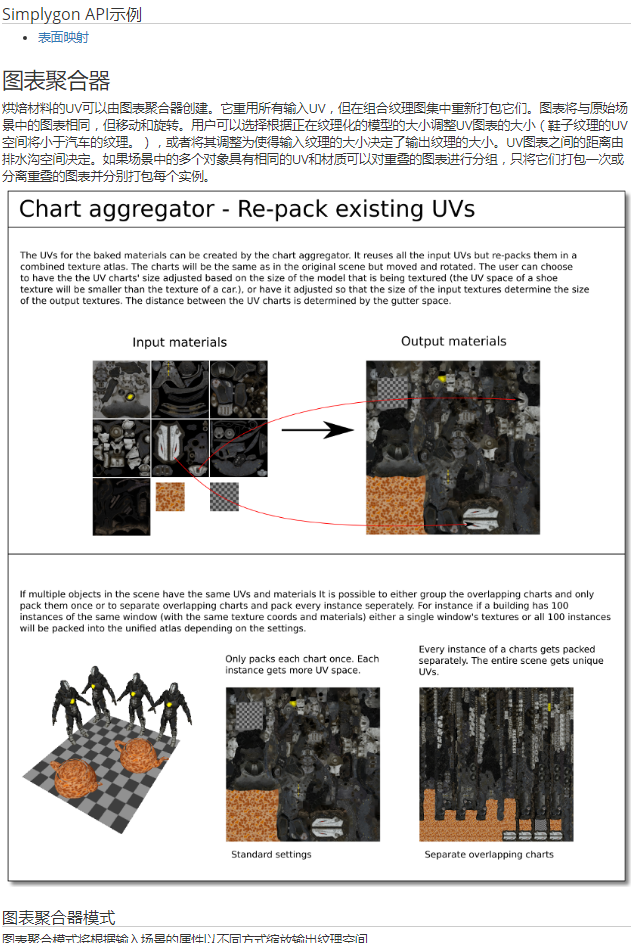 Simplygon API示例
表面映射
图表聚合器
烘焙材料的UV可以由图表聚合器创建。它重用所有输入UV，但在组合纹理图集中重新打包它们。图表将与原始场
景中的图表相同，但移动和旋转。用户可以选择根据正在纹理化的模型的大小调整UV图表的大小（鞋子纹理的UV
空间将小于汽车的纹理。），或者将其调整为使得输入纹理的大小决定了输出纹理的大小。UV图表之间的距离由
排水沟空间决定。如果场景中的多个对象具有相同的UV和材质可以对重叠的图表进行分组，只将它们打包一次或
分离重叠的图表并分别打包每个实例。
Chart aggregator - Re-pack existing UVs
The UVs for the baked materials can be created by the chart aggregator. It reuses all the input UVs but re-packs them in a
combined texture atlas. The charts will be the same as in the original scene but moved and rotated. The user can choose
to have the the UV charts' size adjusted based on the size of the model that is being textured (the UV space of a shoe
texture will be smaller than the texture of a car.), or have it adjusted so that the size of the input textures determine the size
of the output textures. The distance between the UV charts is determined by the gutter space.
Input materials
Output materials
If multiple objects in the scene have the same UVs and materials It is possible to either group the overlapping charts and only
pack them once or to separate overlapping charts and pack every instance seperately. For instance if a building has 100
instances of the same window (with the same texture coords and materials) either a single window's textures or all 100 instances
will be packed into the unified atlas depending on the settings.
Only packs each chart once. Each
instance gets more UV space.
Every instance of a charts gets packed
separately. The entire scene gets unique
UVs.
Standard settings
Separate overlapping charts
图表聚合器模式
图表聚合模式将根据输入场景的属性以不同方式缩放输出纹理空间